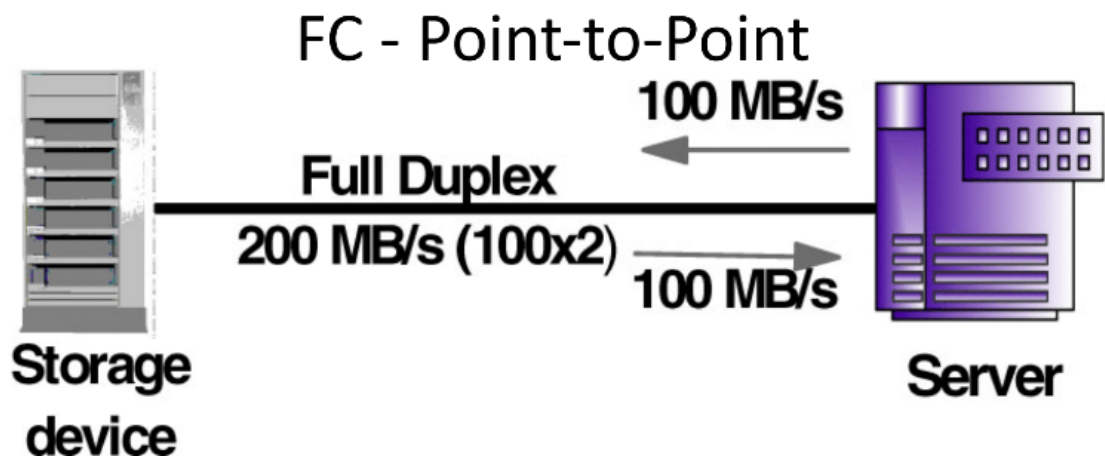 FC - Point-to-Point
100 MB/s
Full Duplex
200 MB/s (100x2)
100 MB/s
Storage
device
Server